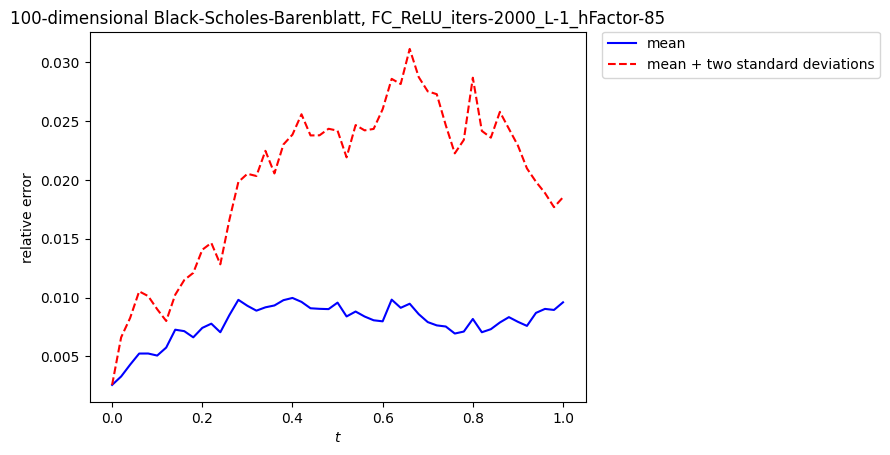 100-dimensional Black-Scholes-Barenblatt, FC_ReLU_iters-2000_L-1_hFactor-85
mean
mean + two standard deviations
relative error
0.030
0.025
0.020
0.015
0.010
0.005
0.0 0.2 0.4 0.6 0.8 1.0
t